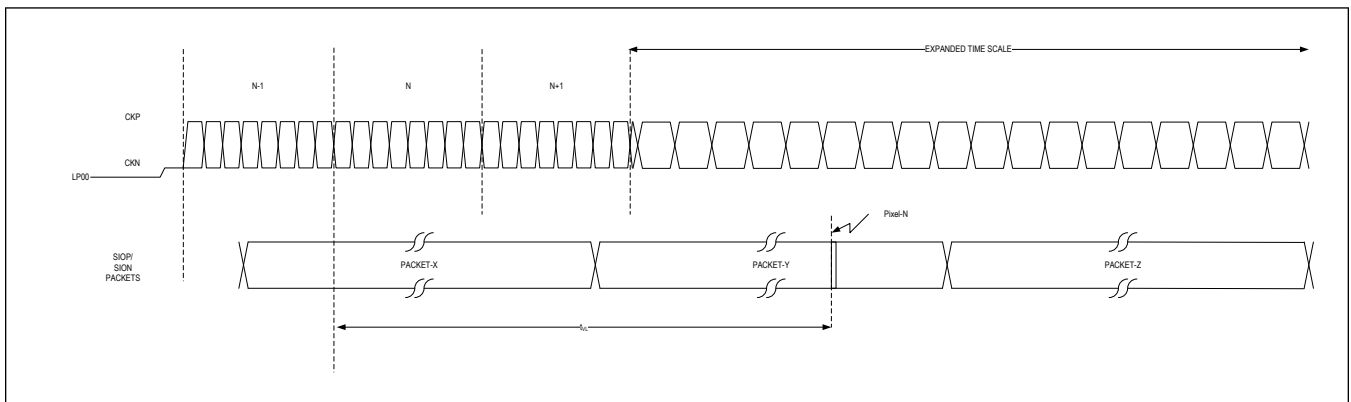 EXPANDED TIME SCALE
N-1
N
N+1
CKP
CKN
LP00
Pixel-N
SIOP/
SION
PACKETS
PACKET-X
PACKET-Y
PACKET-Z